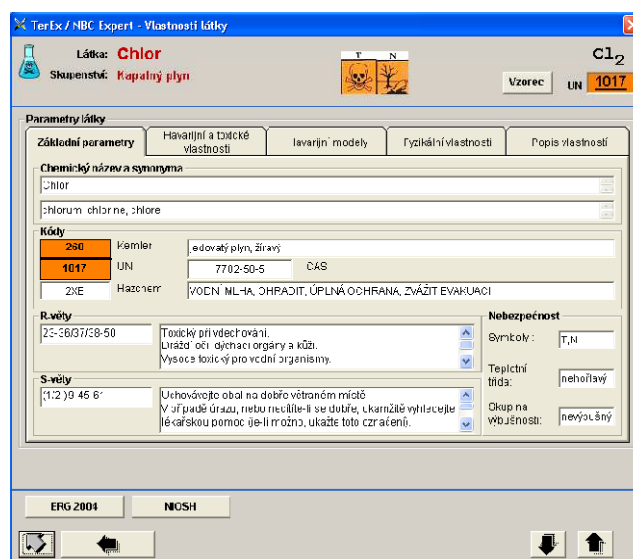 TerEx / NBC Expert - Vlastnosti látky
Látka: Chlor
Skupenství: Kapalný plyn
T N
Cl2
Vzorec UN 1017
Parametry látky
Základní parametry
Havarijní a toxické vlastnosti
Havarijní modely
Fyzikální vlastnosti
Popis vlastností
Chemický název a synonyma
Chlor
chlorum, chlorine, chlore
Kódy
260 Kemler jedovatý plyn, žíravý
1017 UN 7702-50-5 CAS
2XE Hazchem VODNÍ MLHA, OHRADIT, ÚPLNÁ OCHRANA, ZVÁŽIT EVAKUACI
R-věty
23-36/37/38-50
Toxický při vdechování.
Dráždí oči, dýchací orgány a kůži.
Vysoce toxický pro vodní organismy.
S-věty
(1/2)9-45-61
Uchovávejte obal na dobře větraném místě
V případě úrazu, nebo necítíte-li se dobře, okamžitě vyhledejte
lékařskou pomoc (je-li možno, ukažte toto označení).
Nebezpečnost
Symboly: T,N
Teplotní třída: nehořlavý
Skup na výbušnosti: nevýbušný
ERG 2004
NIOSH